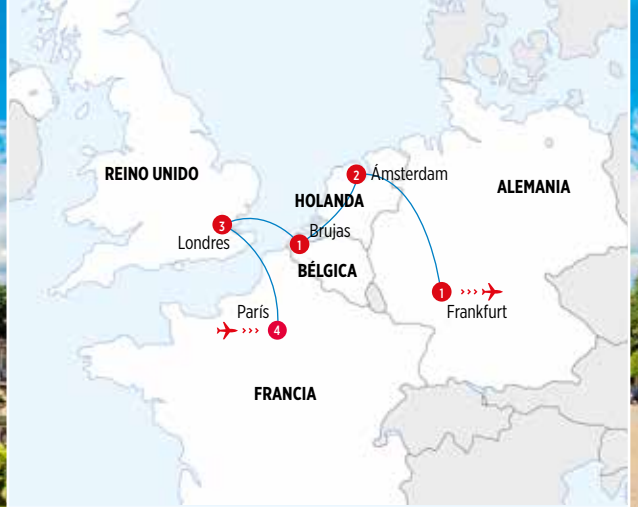 REINO UNIDO
2 Ámsterdam
ALEMANIA
HOLANDA
3
Londres
1 Brujas
BÉLGICA
1
Frankfurt
París
4
FRANCIA